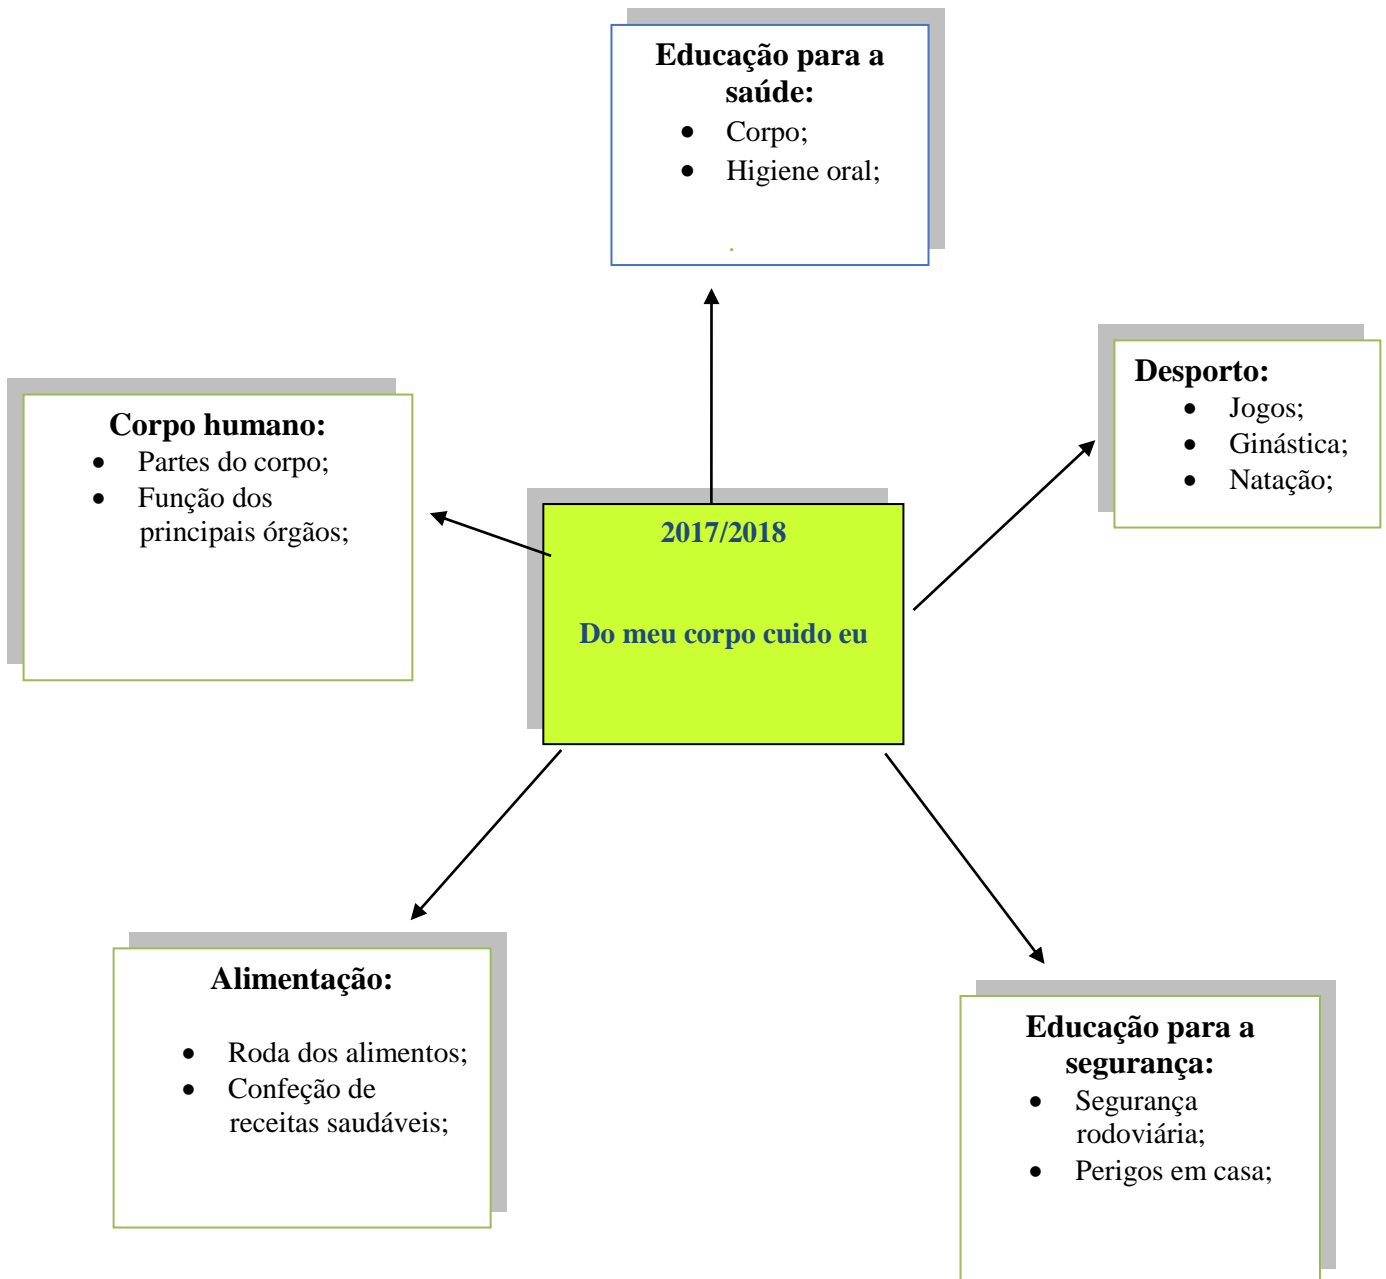 Educação para a
saúde:
• Corpo;
• Higiene oral;
.
Desporto:
• Jogos;
• Ginástica;
• Natação;
Corpo humano:
• Partes do corpo;
• Função dos
principais órgãos;
2017/2018
Do meu corpo cuido eu
Alimentação:
• Roda dos alimentos;
• Confeção de
receitas saudáveis;
Educação para a
segurança:
• Segurança
rodoviária;
• Perigos em casa;